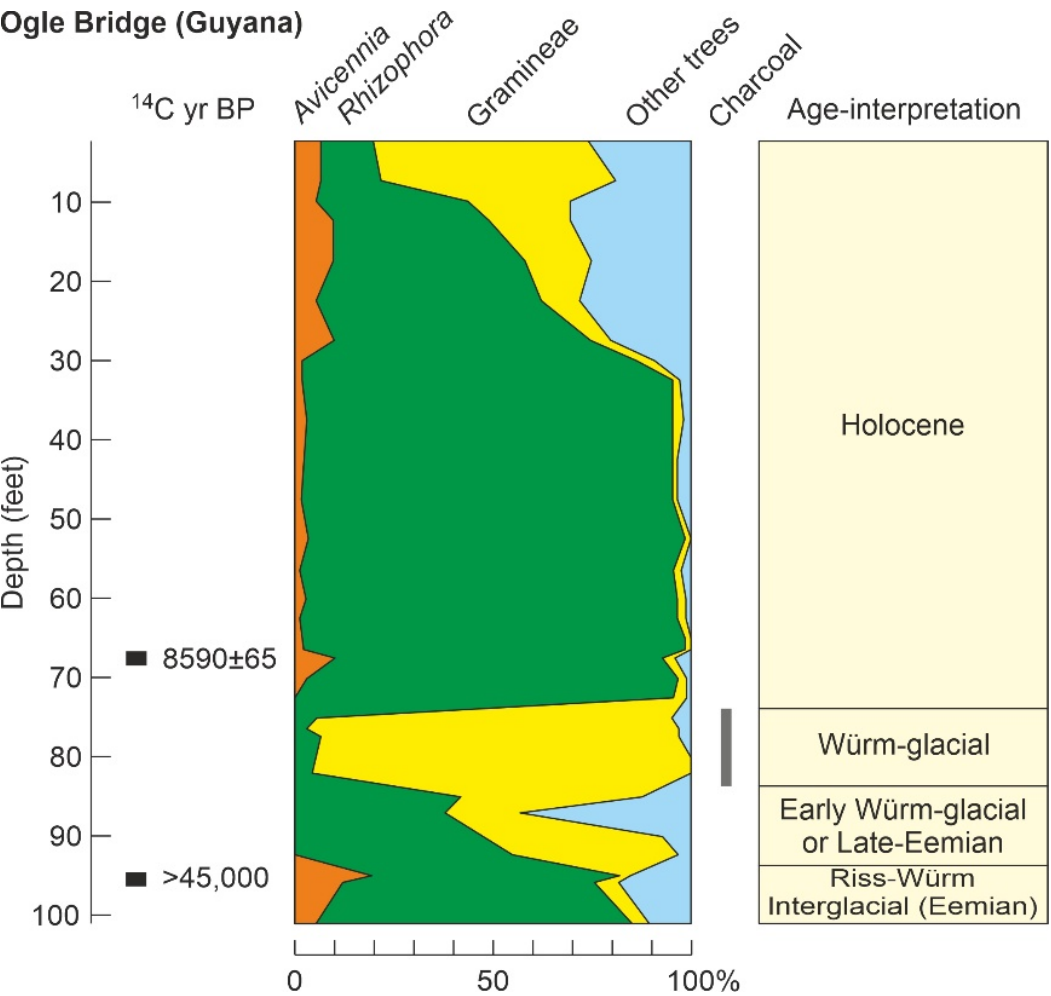 Ogle Bridge (Guyana)
¹⁴C yr BP
Avicennia
Rhizophora
Gramineae
Other trees
Charcoal
Age-interpretation
Depth (feet)
10
20
30
40
50
60
70
80
90
100
8590±65
>45,000
Holocene
Würm-glacial
Early Würm-glacial
or Late-Eemian
Riss-Würm
Interglacial (Eemian)
0
50
100%